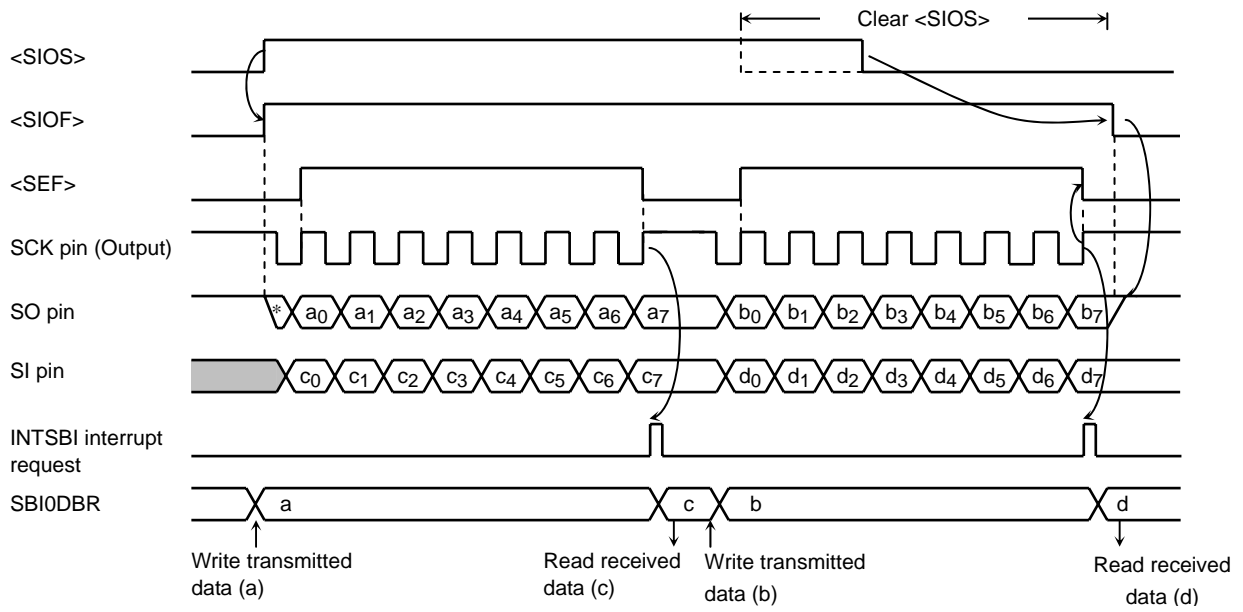 Clear <SIOS>
<SIOS>
<SIOF>
<SEF>
SCK pin (Output)
SO pin * a0 a1 a2 a3 a4 a5 a6 a7 b0 b1 b2 b3 b4 b5 b6 b7
SI pin c0 c1 c2 c3 c4 c5 c6 c7 d0 d1 d2 d3 d4 d5 d6 d7
INTSBI interrupt
request
SBI0DBR a c b d
Write transmitted
data (a)
Read received
data (c)
Write transmitted
data (b)
Read received
data (d)